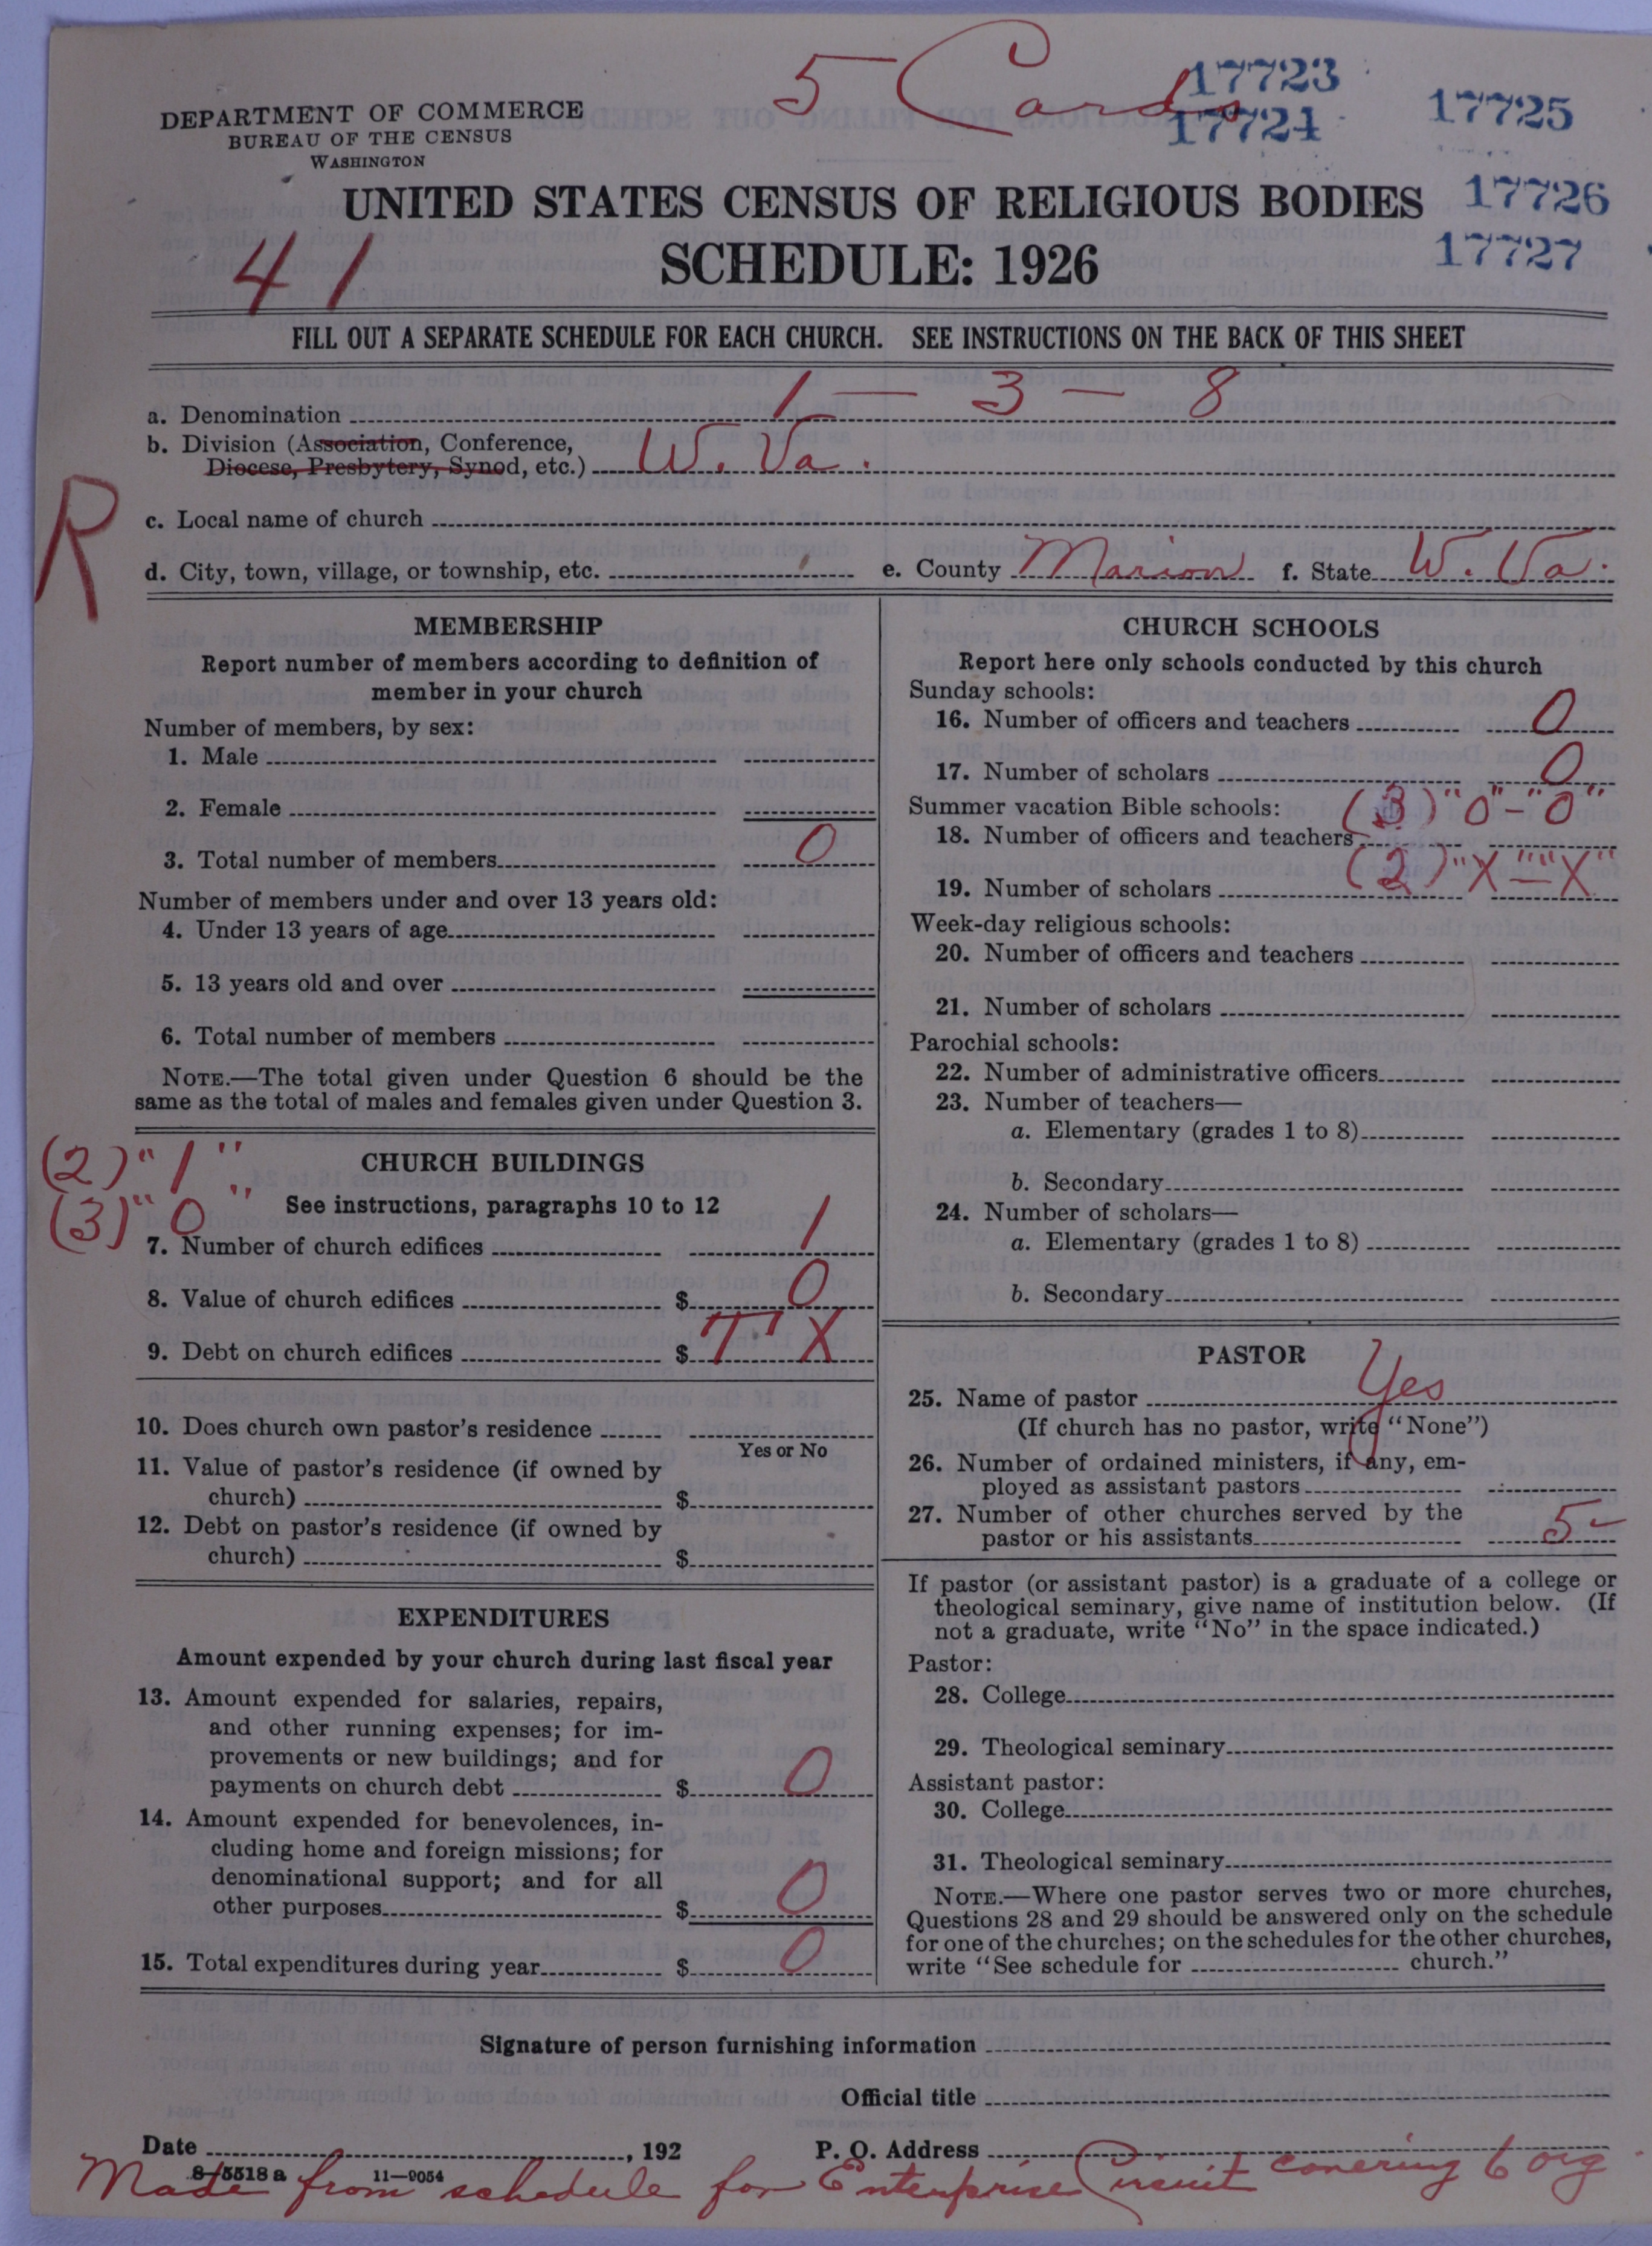 5 Cards
17723
17724
17725
17726
17727
DEPARTMENT OF COMMERCE
BUREAU OF THE CENSUS
WASHINGTON
UNITED STATES CENSUS OF RELIGIOUS BODIES
41
SCHEDULE: 1926
FILL OUT A SEPARATE SCHEDULE FOR EACH CHURCH. SEE INSTRUCTIONS ON THE BACK OF THIS SHEET
a. Denomination 1 — 3 — 8
b. Division (Association, Conference,
Diocese, Presbytery, Synod, etc.) W. Va.
R
c. Local name of church
d. City, town, village, or township, etc. e. County Marion f. State W. Va.
MEMBERSHIP
Report number of members according to definition of
member in your church
Number of members, by sex:
1. Male
2. Female
3. Total number of members 0
Number of members under and over 13 years old:
4. Under 13 years of age
5. 13 years old and over
6. Total number of members
NOTE.—The total given under Question 6 should be the
same as the total of males and females given under Question 3.
(2) "1"
(3) "0"
CHURCH BUILDINGS
See instructions, paragraphs 10 to 12
7. Number of church edifices 1
8. Value of church edifices $ 0
9. Debt on church edifices $ T X
10. Does church own pastor's residence
Yes or No
11. Value of pastor's residence (if owned by
church) $
12. Debt on pastor's residence (if owned by
church) $
EXPENDITURES
Amount expended by your church during last fiscal year
13. Amount expended for salaries, repairs,
and other running expenses; for im-
provements or new buildings; and for
payments on church debt $ 0
14. Amount expended for benevolences, in-
cluding home and foreign missions; for
denominational support; and for all
other purposes $ 0
15. Total expenditures during year $ 0
CHURCH SCHOOLS
Report here only schools conducted by this church
Sunday schools:
16. Number of officers and teachers 0
17. Number of scholars 0
Summer vacation Bible schools: (3) "0"-"0"
18. Number of officers and teachers
19. Number of scholars (2) "X"-"X"
Week-day religious schools:
20. Number of officers and teachers
21. Number of scholars
Parochial schools:
22. Number of administrative officers
23. Number of teachers—
a. Elementary (grades 1 to 8)
b. Secondary
24. Number of scholars—
a. Elementary (grades 1 to 8)
b. Secondary
PASTOR
25. Name of pastor Yes
(If church has no pastor, write "None")
26. Number of ordained ministers, if any, em-
ployed as assistant pastors
27. Number of other churches served by the
pastor or his assistants 5-
If pastor (or assistant pastor) is a graduate of a college or
theological seminary, give name of institution below. (If
not a graduate, write "No" in the space indicated.)
Pastor:
28. College
29. Theological seminary
Assistant pastor:
30. College
31. Theological seminary
NOTE.—Where one pastor serves two or more churches,
Questions 28 and 29 should be answered only on the schedule
for one of the churches; on the schedules for the other churches,
write "See schedule for church."
Signature of person furnishing information
Official title
Date , 192 P. O. Address
8-5518 a 11-9054
Made from schedule for Enterprise Circuit covering 6 org.